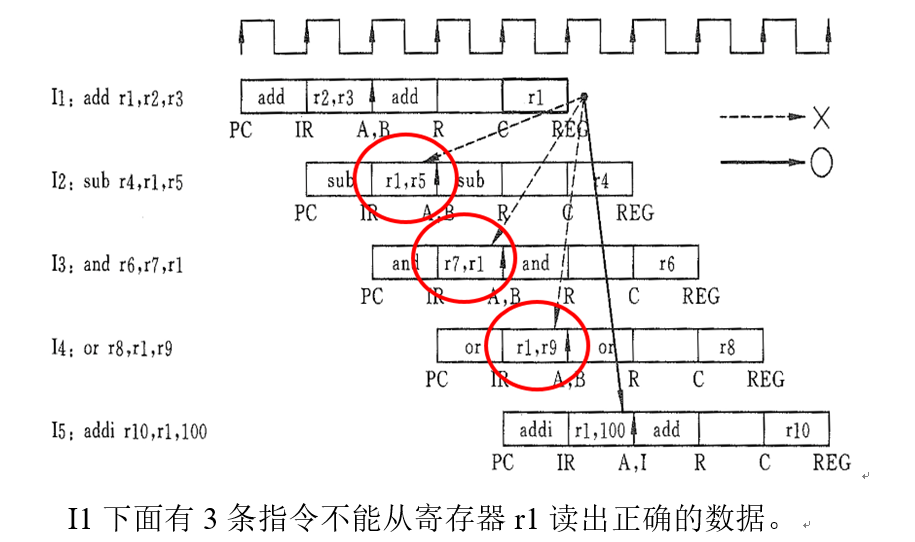 I1: add r1,r2,r3 add r2,r3 add r1
PC IR A,B R C REG
X
I2: sub r4,r1,r5 sub r1,r5 sub r4
PC IR A,B R C REG
I3: and r6,r7,r1 and r7,r1 and r6
PC IR A,B R C REG
I4: or r8,r1,r9 or r1,r9 or r8
PC IR A,B R C REG
I5: addi r10,r1,100 addi r1,100 add r10
PC IR A,I R C REG
I1 下面有 3 条指令不能从寄存器 r1 读出正确的数据。